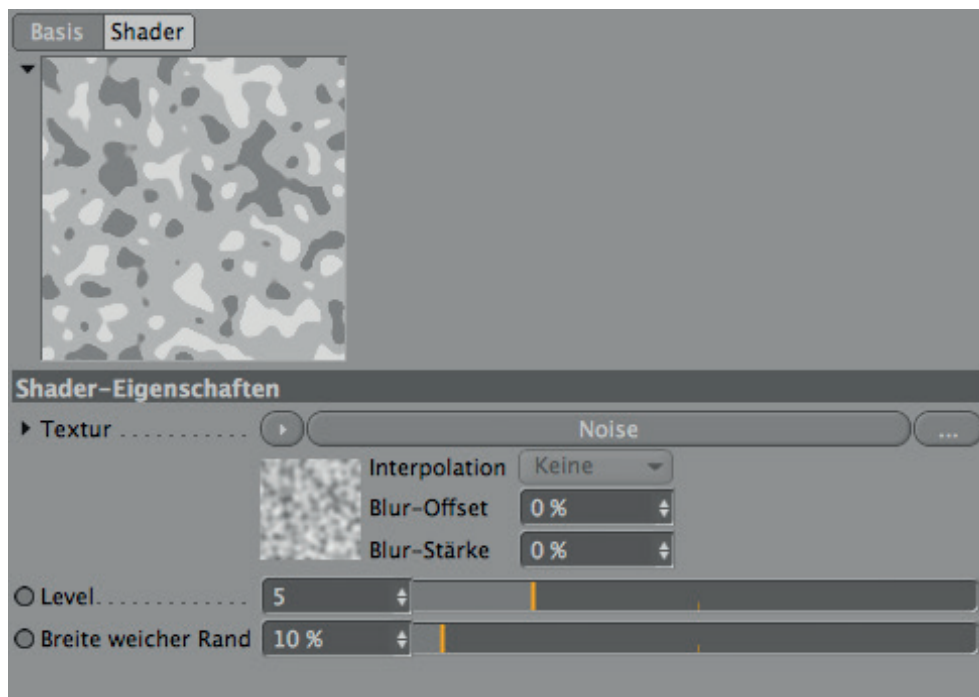 Basis Shader
Shader-Eigenschaften
Textur ........... Noise ...
Interpolation Keine
Blur-Offset 0 %
Blur-Stärke 0 %
Level............. 5
Breite weicher Rand 10 %